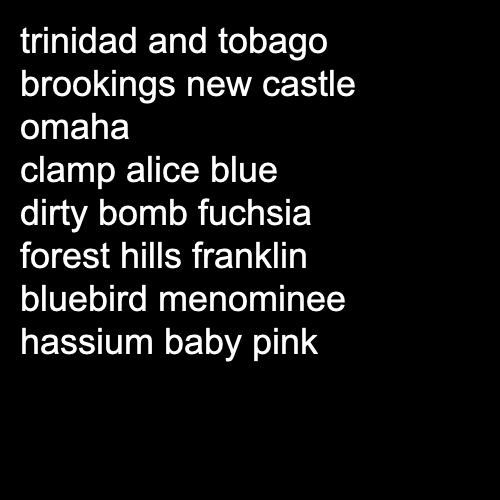 trinidad and tobago
brookings new castle
omaha
clamp alice blue
dirty bomb fuchsia
forest hills franklin
bluebird menominee
hassium baby pink